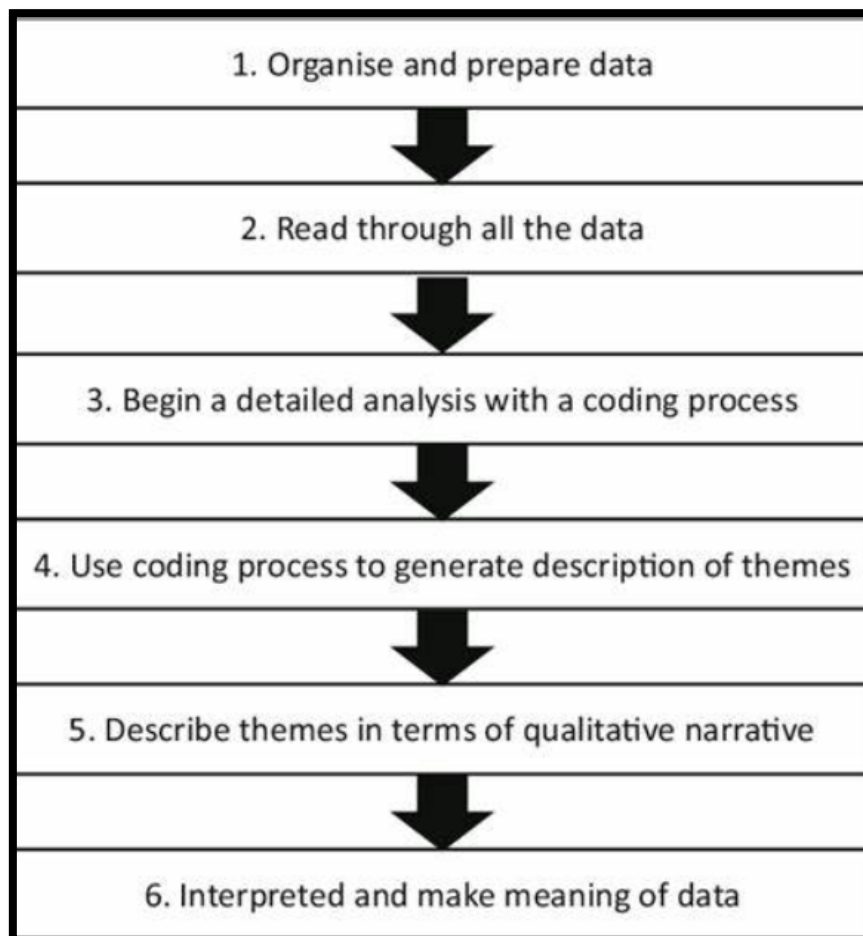 1. Organise and prepare data
2. Read through all the data
3. Begin a detailed analysis with a coding process
4. Use coding process to generate description of themes
5. Describe themes in terms of qualitative narrative
6. Interpreted and make meaning of data